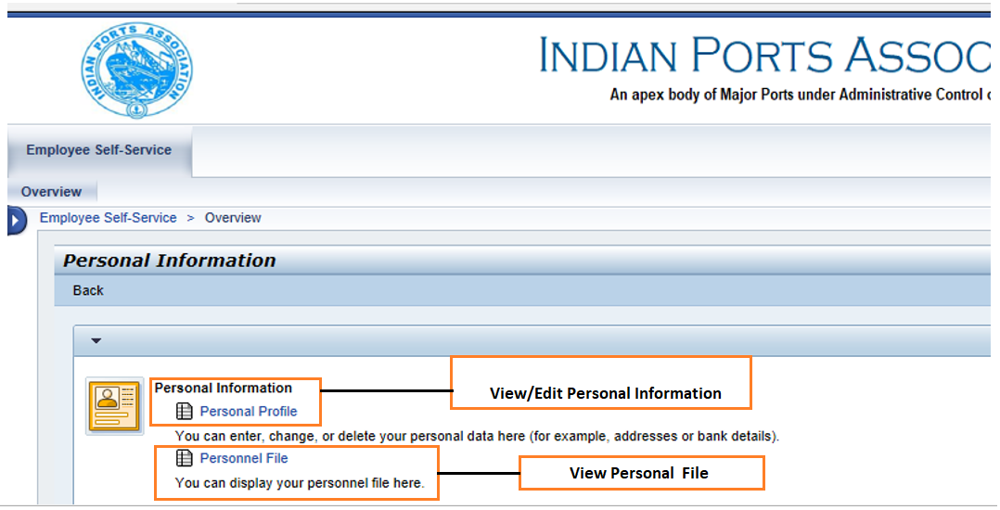 INDIAN PORTS ASSOCIATION
INDIAN PORTS ASSOC
An apex body of Major Ports under Administrative Control
Employee Self-Service
Overview
Employee Self-Service > Overview
Personal Information
Back
Personal Information
Personal Profile
View/Edit Personal Information
You can enter, change, or delete your personal data here (for example, addresses or bank details).
Personnel File
You can display your personnel file here.
View Personal File